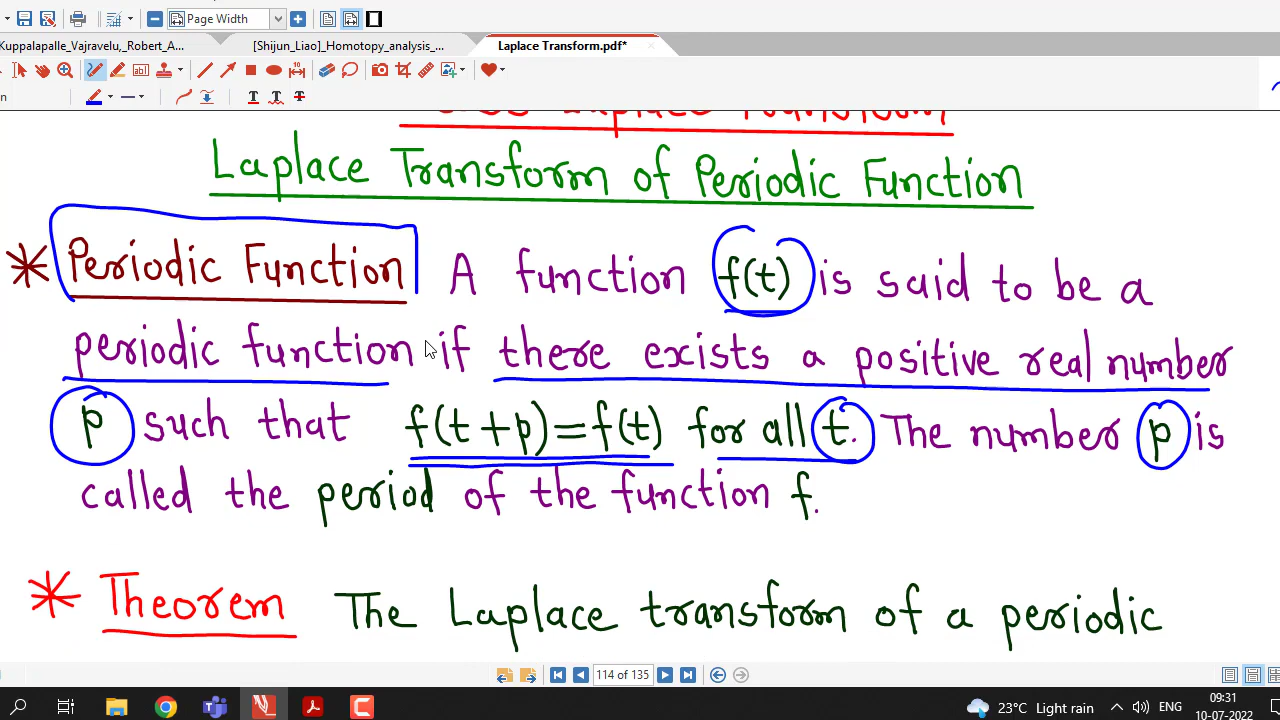 Page Width
Kuppalapalle_Vajravelu,_Robert_A...
[Shijun_Liao]_Homotopy_analysis_...
Laplace Transform.pdf*
Laplace Transform of Periodic Function
* Periodic Function A function f(t) is said to be a
periodic function if there exists a positive real number
p such that f(t+p)=f(t) for all t. The number p is
called the period of the function f.
* Theorem The Laplace transform of a periodic
114 of 135
23°C Light rain
ENG
09:31
10-07-2022